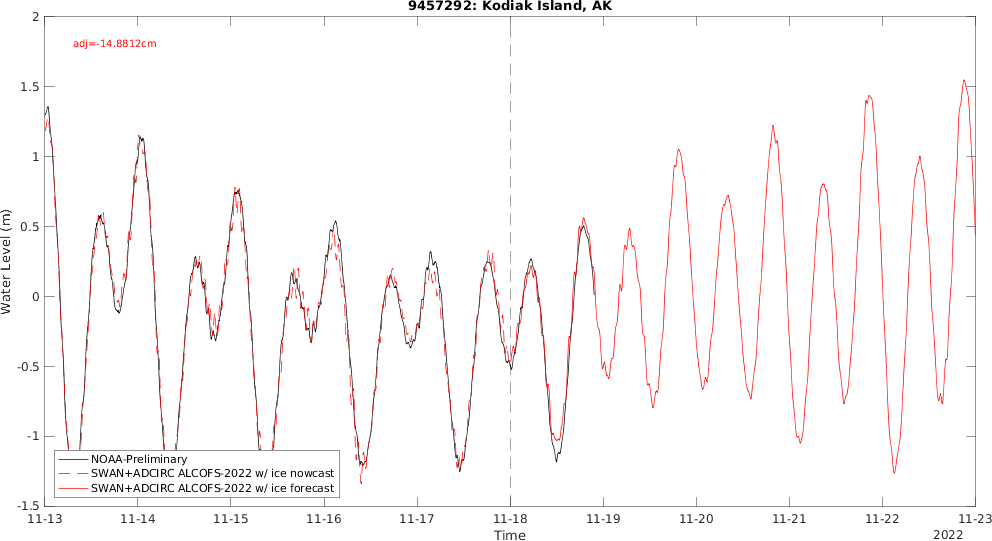 9457292: Kodiak Island, AK
adj=-14.8812cm
Water Level (m)
2
1.5
1
0.5
0
-0.5
-1
-1.5
NOAA-Preliminary
SWAN+ADCIRC ALCOFS-2022 w/ ice nowcast
SWAN+ADCIRC ALCOFS-2022 w/ ice forecast
11-13 11-14 11-15 11-16 11-17 11-18 11-19 11-20 11-21 11-22 11-23
Time
2022